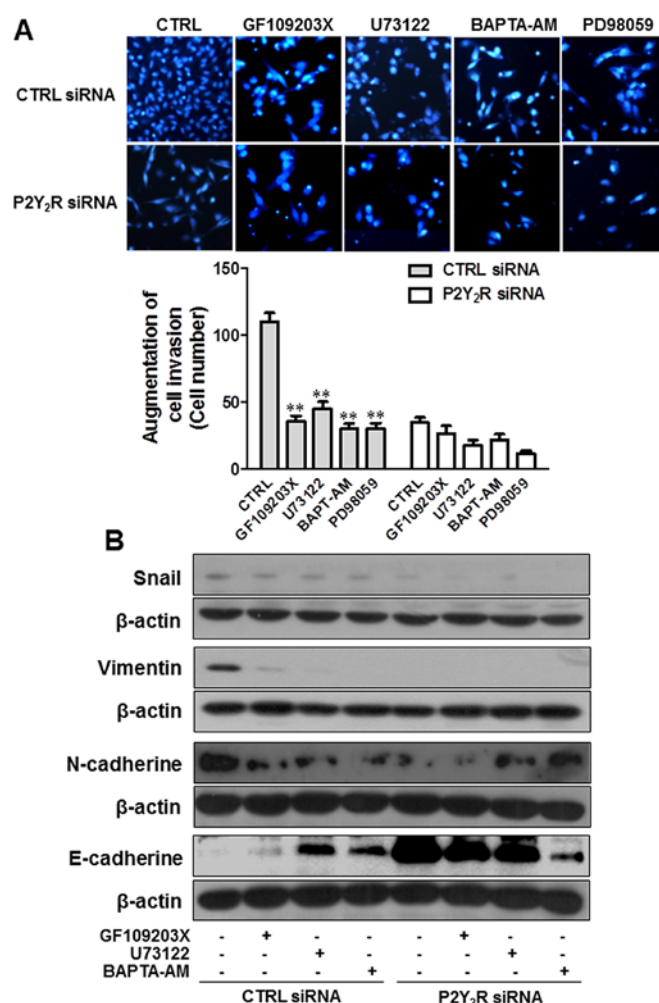 A
CTRL GF109203X U73122 BAPTA-AM PD98059
CTRL siRNA
P2Y₂R siRNA
Augmentation of
cell invasion
(Cell number)
150
100
50
0
CTRL siRNA
P2Y₂R siRNA
** ** ** **
CTRL GF109203X U73122 BAPT-AM PD98059 CTRL GF109203X U73122 BAPT-AM PD98059
B
Snail
β-actin
Vimentin
β-actin
N-cadherine
β-actin
E-cadherine
β-actin
GF109203X - + - - - + - -
U73122 - - + - - - + -
BAPTA-AM - - - + - - - +
CTRL siRNA P2Y₂R siRNA